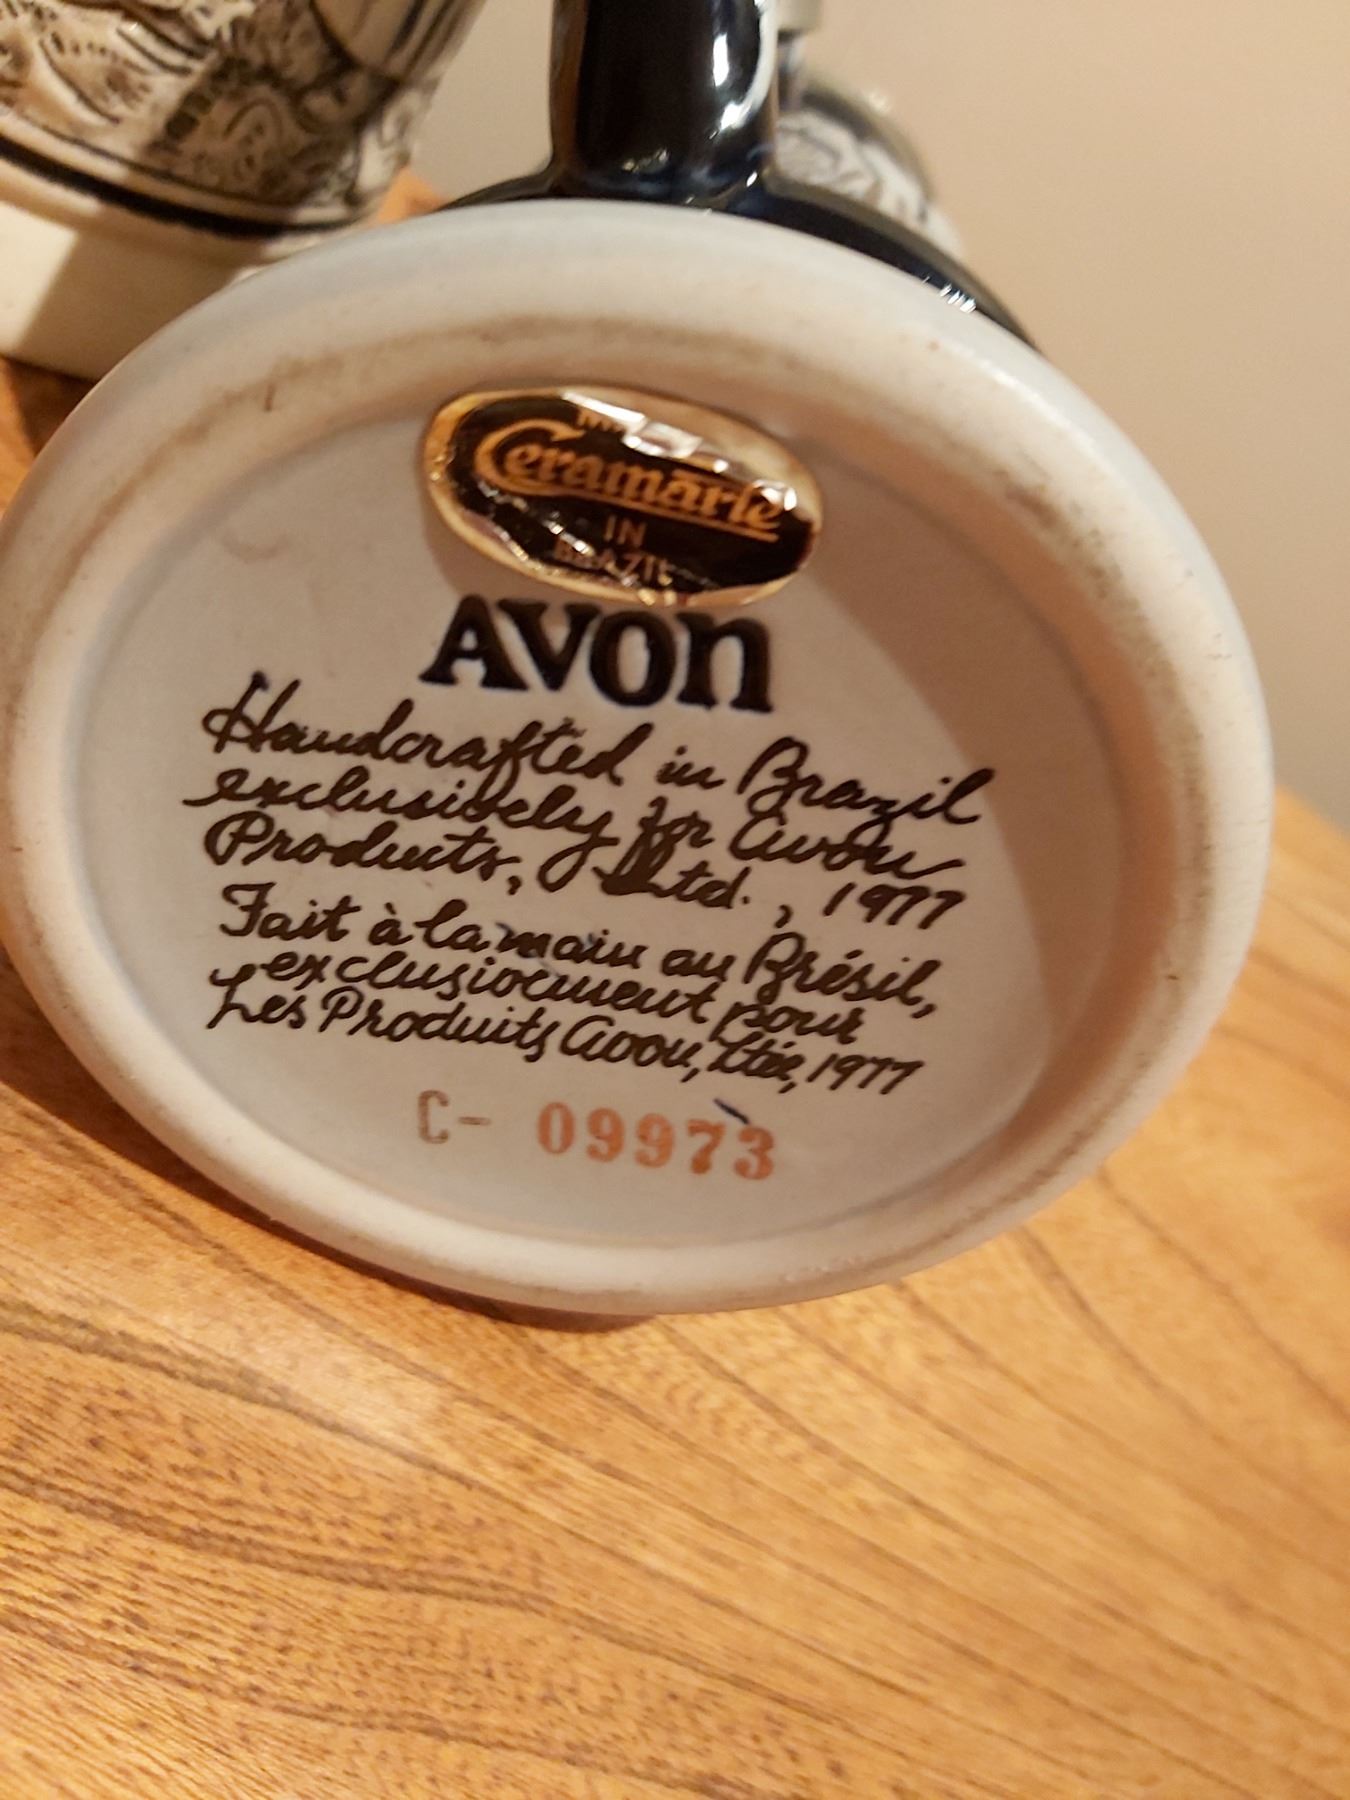 Ceramarte
IN
BRAZIL
AVON
Handcrafted in Brazil
exclusively for Avon
Products, Ltd., 1977
Fait à la main au Brésil,
exclusivement pour
Les Produits Avon, Ltée, 1977
C- 09973